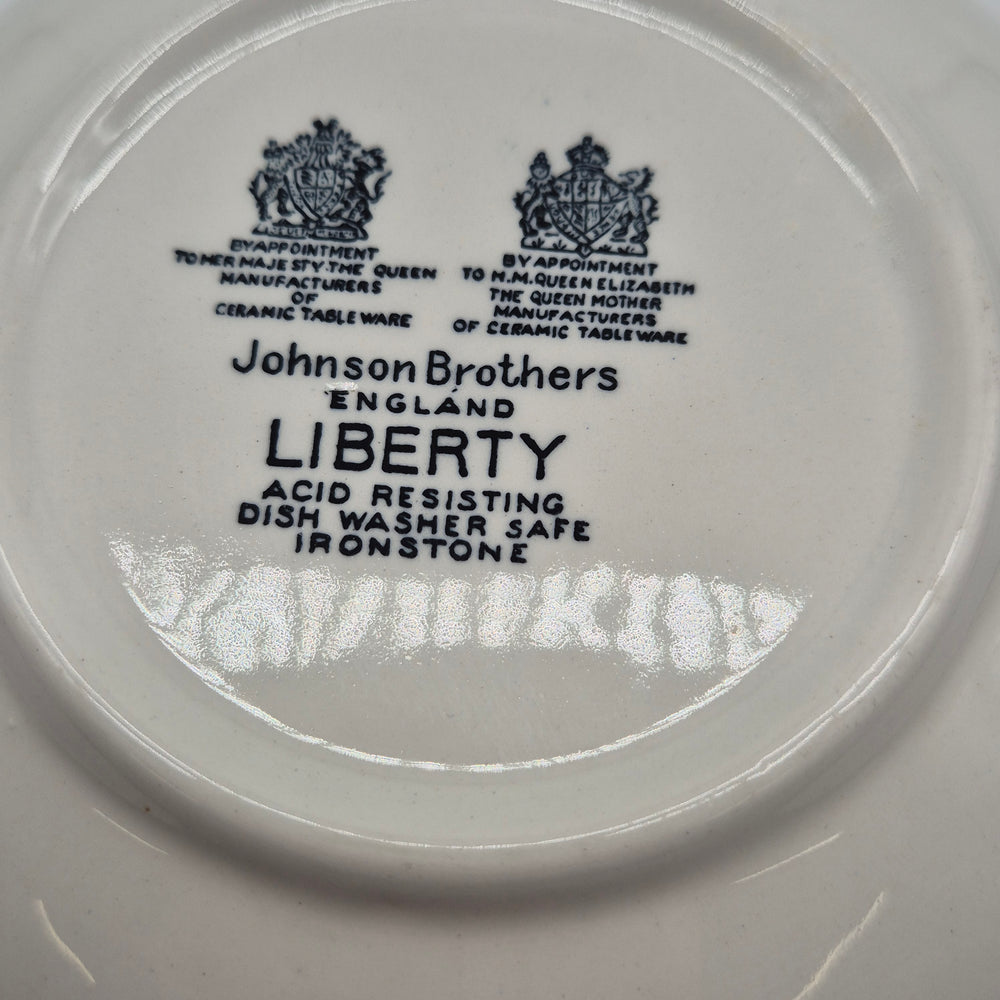 BY APPOINTMENT
TO HER MAJESTY THE QUEEN
MANUFACTURERS
OF
CERAMIC TABLEWARE
BY APPOINTMENT
TO H.M. QUEEN ELIZABETH
THE QUEEN MOTHER
MANUFACTURERS
OF CERAMIC TABLEWARE
Johnson Brothers
ENGLAND
LIBERTY
ACID RESISTING
DISH WASHER SAFE
IRONSTONE